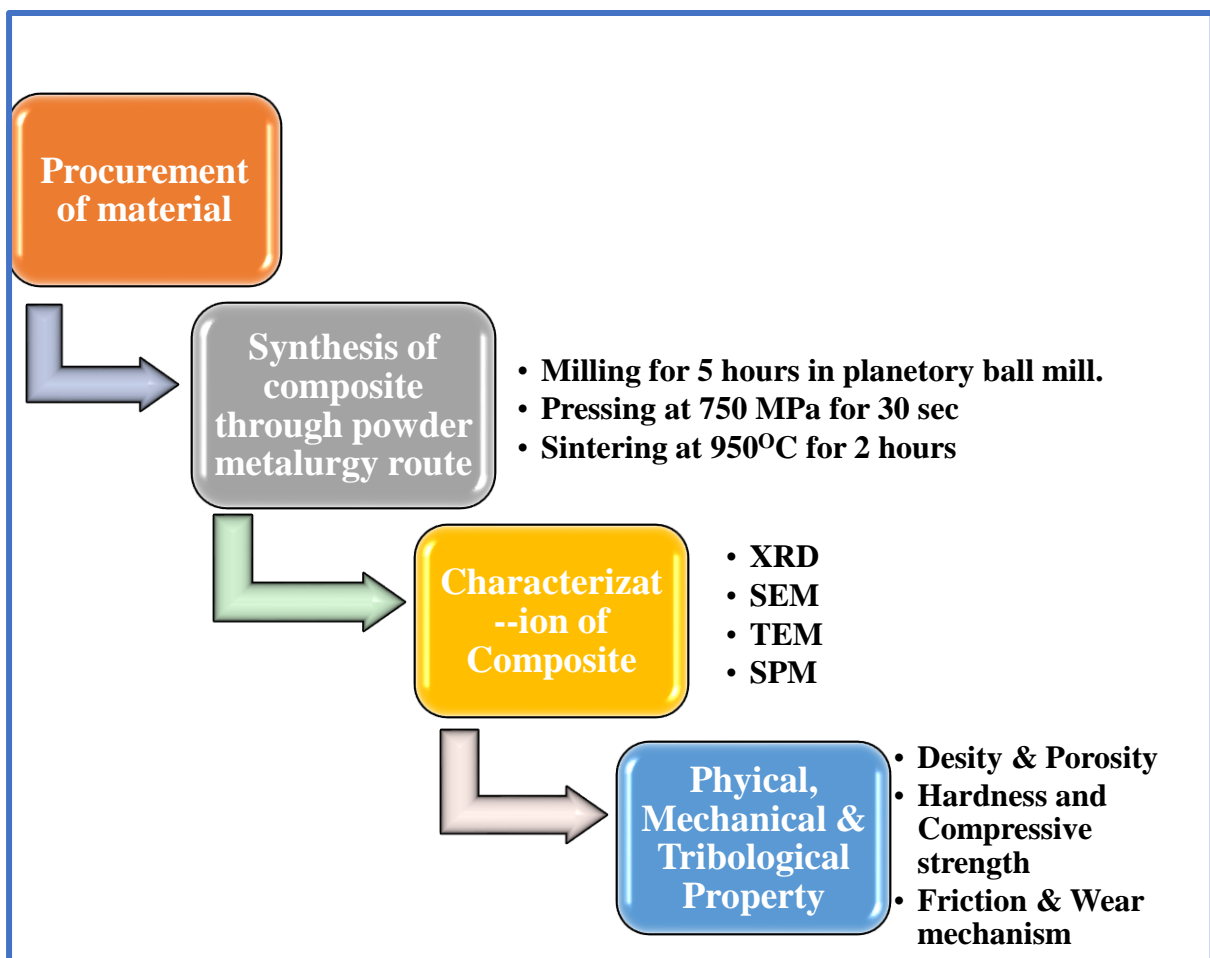 Procurement
of material
Synthesis of
composite
through powder
metalurgy route
• Milling for 5 hours in planetory ball mill.
• Pressing at 750 MPa for 30 sec
• Sintering at 950ᴼC for 2 hours
Characterizat
--ion of
Composite
• XRD
• SEM
• TEM
• SPM
Phyical,
Mechanical &
Tribological
Property
• Desity & Porosity
• Hardness and
Compressive
strength
• Friction & Wear
mechanism